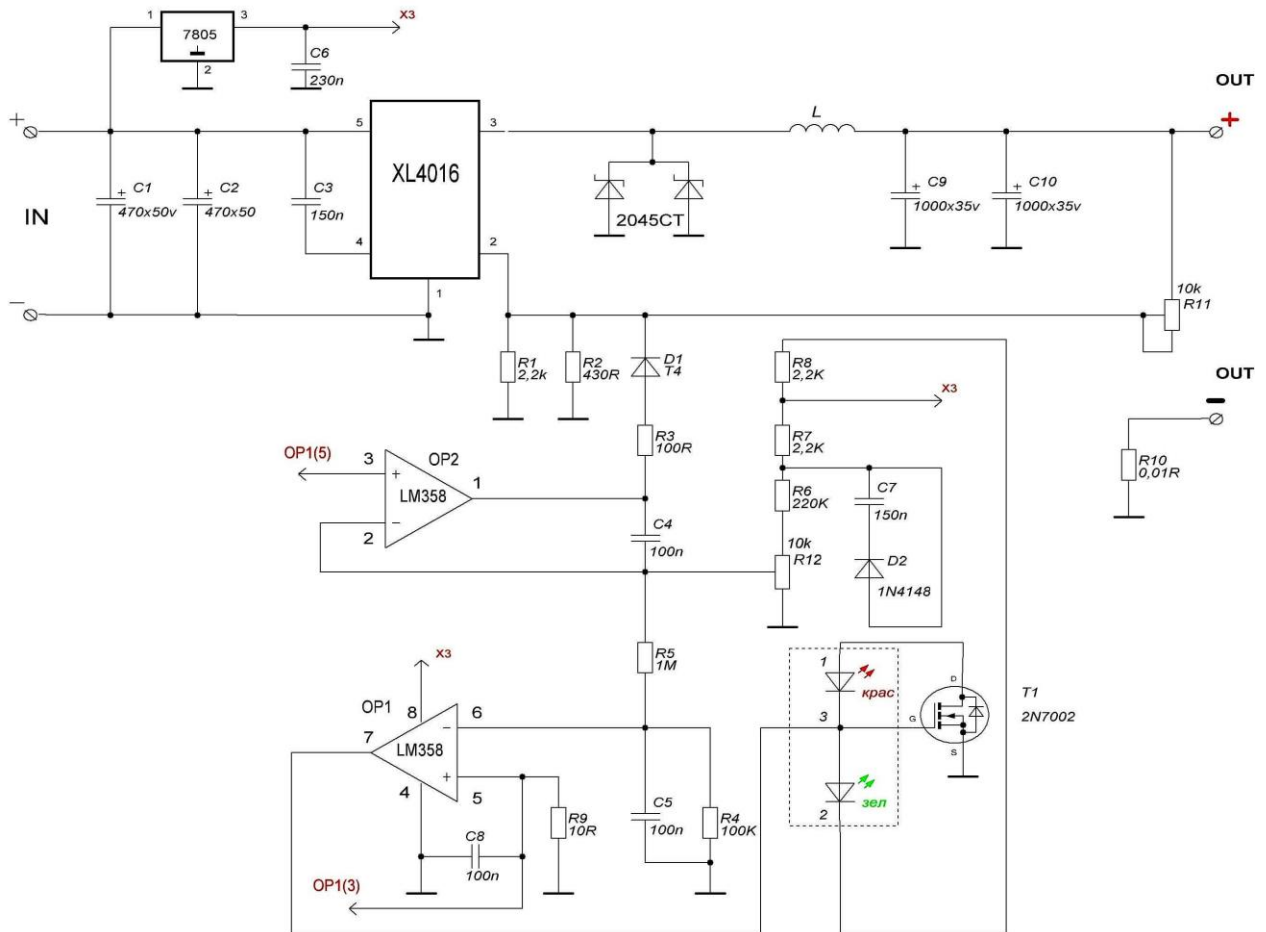 1
7805
3
2
X3
C6
230n
OUT
+
+
5
3
L
XL4016
IN
+
C1
470x50v
+
C2
470x50
C3
150n
4
2
1
2045CT
+
C9
1000x35v
+
C10
1000x35v
10k
R11
−
R1
2,2k
R2
430R
D1
T4
R8
2,2K
X3
OUT
−
R3
100R
R7
2,2K
R10
0,01R
OP1(5)
3
OP2
+
LM358
1
−
2
R6
220K
C7
150n
C4
100n
10k
R12
D2
1N4148
R5
1M
X3
OP1
8
6
−
7
LM358
+
4
5
1
крас
3
G
D
S
T1
2N7002
зел
2
R9
10R
C5
100n
R4
100K
C8
100n
OP1(3)